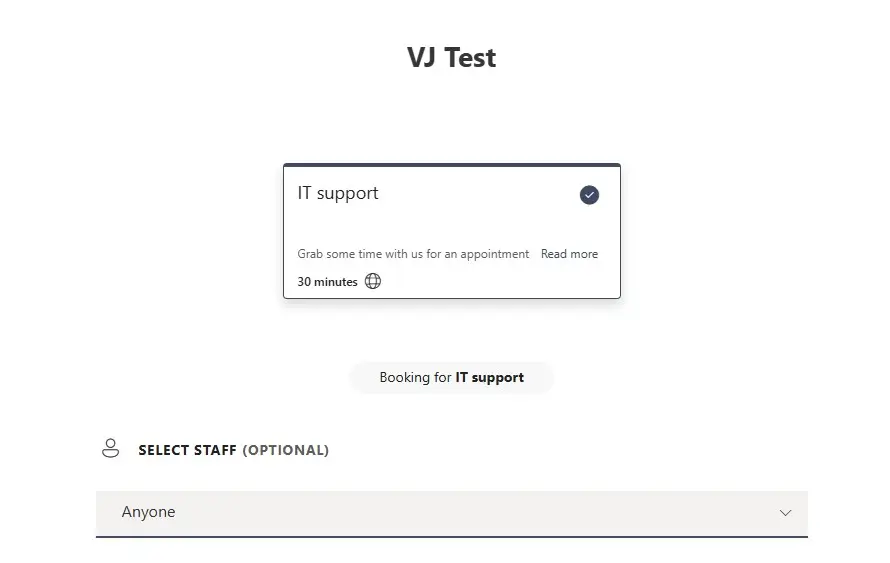 VJ Test
IT support
Grab some time with us for an appointment Read more
30 minutes
Booking for IT support
SELECT STAFF (OPTIONAL)
Anyone